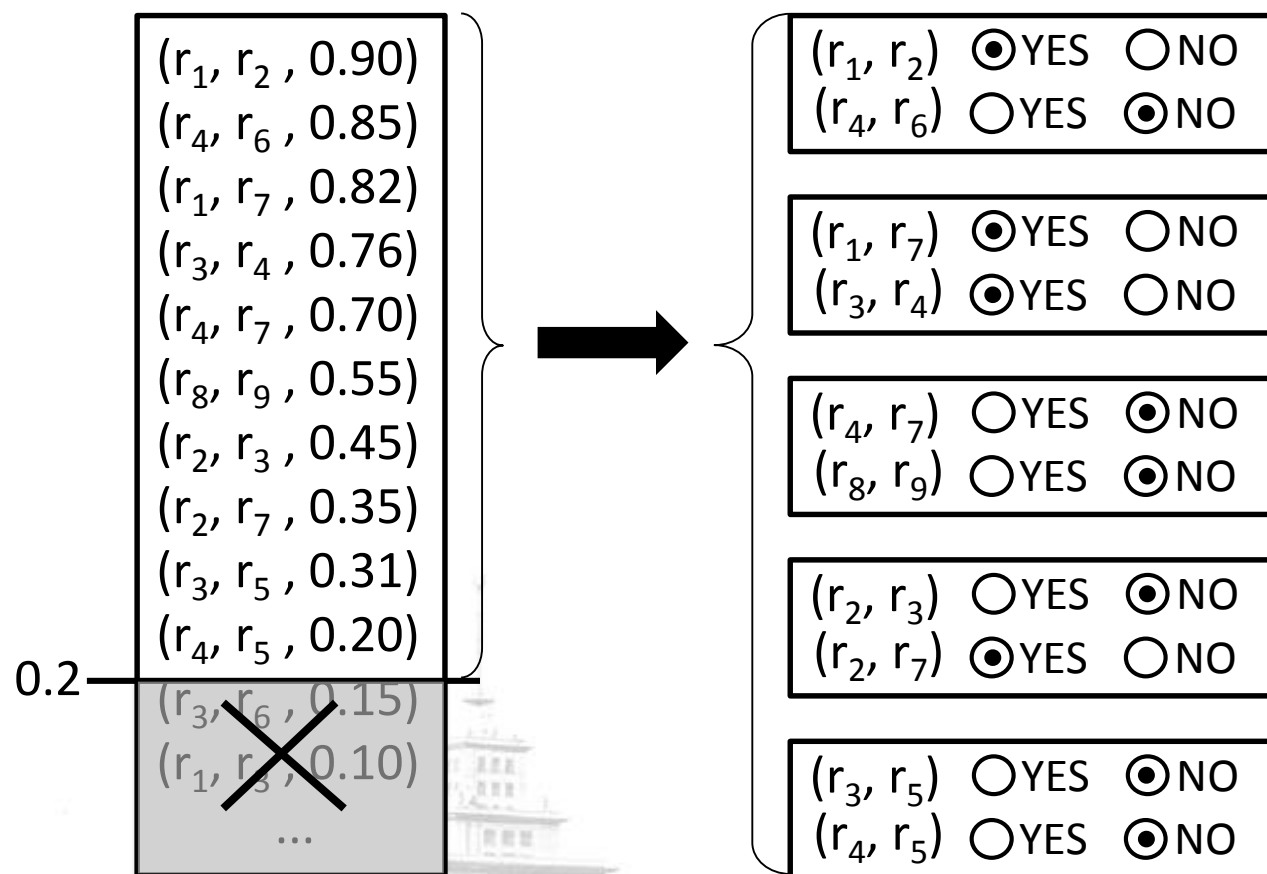 (r₁, r₂ , 0.90)
(r₄, r₆ , 0.85)
(r₁, r₇ , 0.82)
(r₃, r₄ , 0.76)
(r₄, r₇ , 0.70)
(r₈, r₉ , 0.55)
(r₂, r₃ , 0.45)
(r₂, r₇ , 0.35)
(r₃, r₅ , 0.31)
(r₄, r₅ , 0.20)
0.2
(r₃, r₆ , 0.15)
(r₁, r₃ , 0.10)
...
(r₁, r₂) YES NO
(r₄, r₆) YES NO
(r₁, r₇) YES NO
(r₃, r₄) YES NO
(r₄, r₇) YES NO
(r₈, r₉) YES NO
(r₂, r₃) YES NO
(r₂, r₇) YES NO
(r₃, r₅) YES NO
(r₄, r₅) YES NO